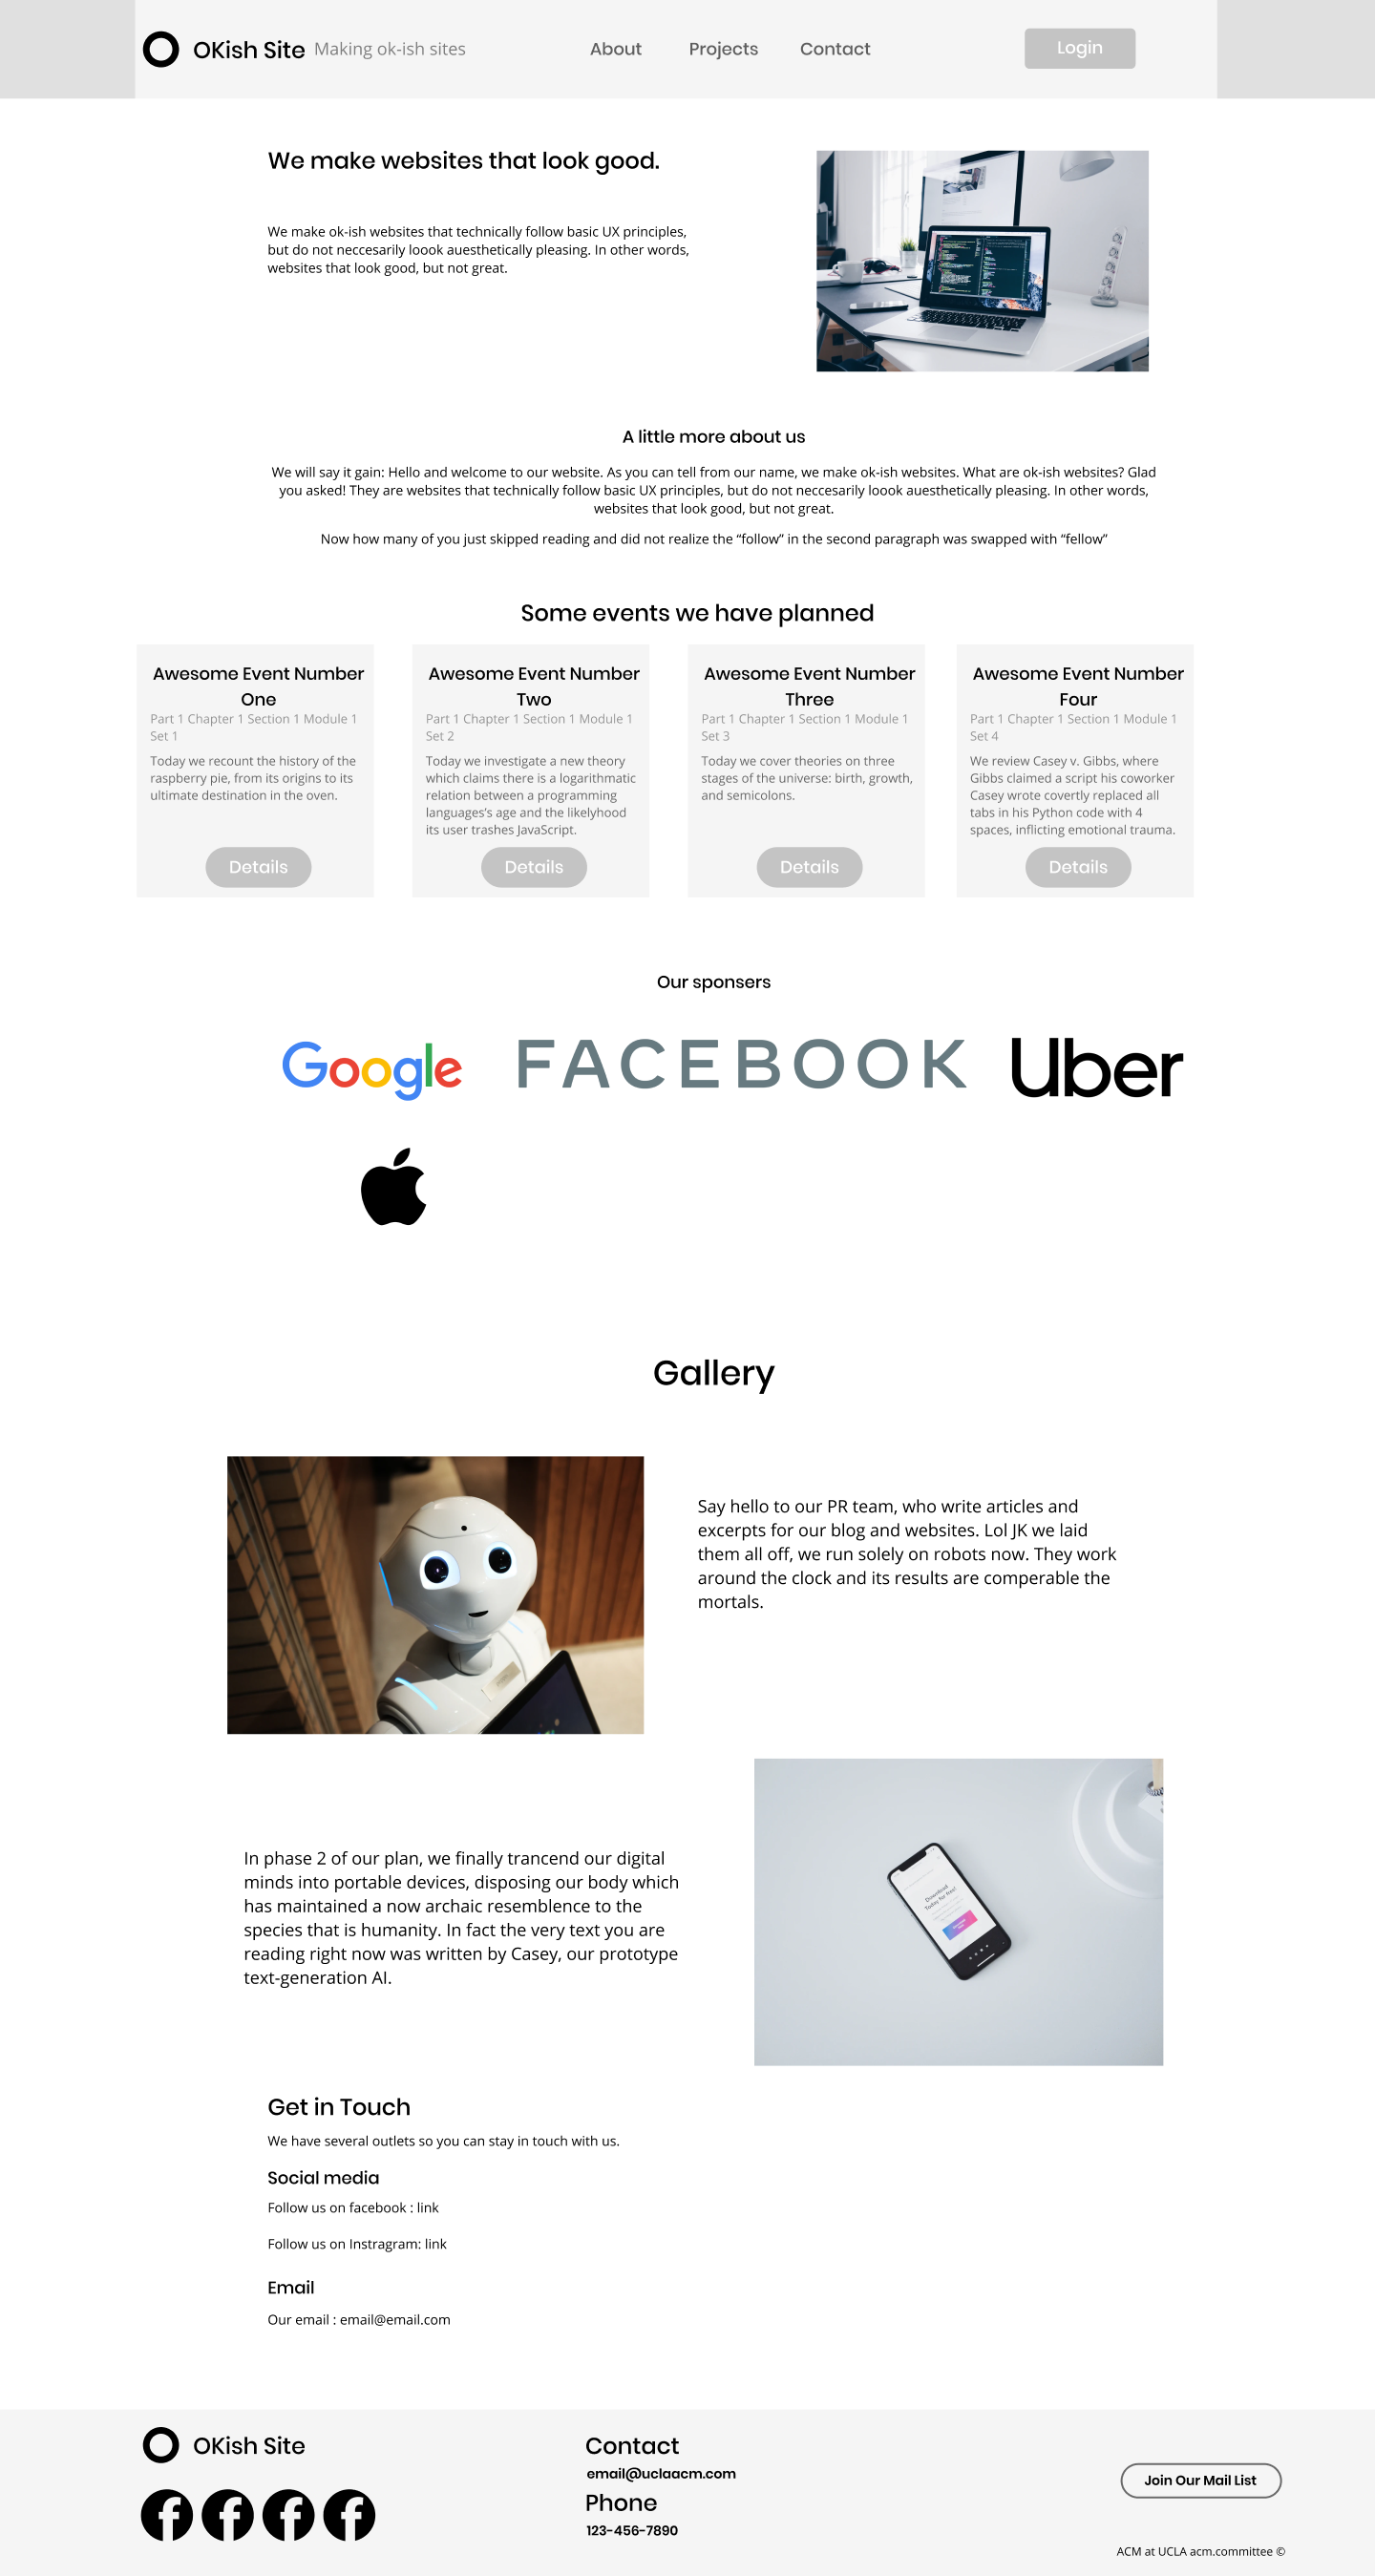 OKish Site Making ok-ish sites About Projects Contact Login
We make websites that look good.
We make ok-ish websites that technically follow basic UX principles,
but do not neccesarily loook auesthetically pleasing. In other words,
websites that look good, but not great.
A little more about us
We will say it gain: Hello and welcome to our website. As you can tell from our name, we make ok-ish websites. What are ok-ish websites? Glad
you asked! They are websites that technically follow basic UX principles, but do not neccesarily loook auesthetically pleasing. In other words,
websites that look good, but not great.
Now how many of you just skipped reading and did not realize the “follow” in the second paragraph was swapped with “fellow”
Some events we have planned
Awesome Event Number
One
Part 1 Chapter 1 Section 1 Module 1
Set 1
Today we recount the history of the
raspberry pie, from its origins to its
ultimate destination in the oven.
Details
Awesome Event Number
Two
Part 1 Chapter 1 Section 1 Module 1
Set 2
Today we investigate a new theory
which claims there is a logarithmatic
relation between a programming
languages's age and the likelyhood
its user trashes JavaScript.
Details
Awesome Event Number
Three
Part 1 Chapter 1 Section 1 Module 1
Set 3
Today we cover theories on three
stages of the universe: birth, growth,
and semicolons.
Details
Awesome Event Number
Four
Part 1 Chapter 1 Section 1 Module 1
Set 4
We review Casey v. Gibbs, where
Gibbs claimed a script his coworker
Casey wrote covertly replaced all
tabs in his Python code with 4
spaces, inflicting emotional trauma.
Details
Our sponsers
Google FACEBOOK Uber
Gallery
Say hello to our PR team, who write articles and
excerpts for our blog and websites. Lol JK we laid
them all off, we run solely on robots now. They work
around the clock and its results are comperable the
mortals.
In phase 2 of our plan, we finally trancend our digital
minds into portable devices, disposing our body which
has maintained a now archaic resemblence to the
species that is humanity. In fact the very text you are
reading right now was written by Casey, our prototype
text-generation AI.
Download
Today for free!
Get in Touch
We have several outlets so you can stay in touch with us.
Social media
Follow us on facebook : link
Follow us on Instragram: link
Email
Our email : email@email.com
OKish Site
Contact
email@uclaacm.com
Phone
123-456-7890
Join Our Mail List
ACM at UCLA acm.committee ©